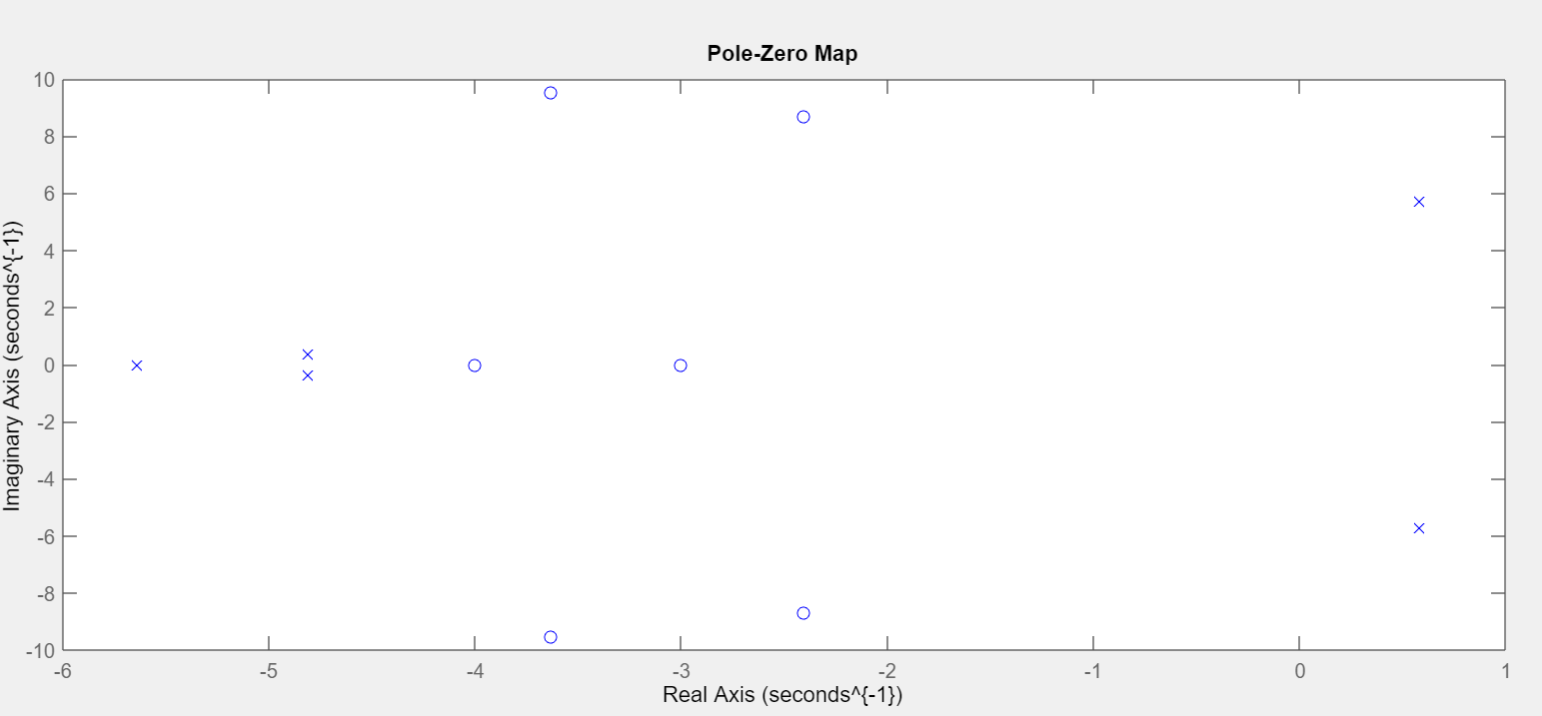 Pole-Zero Map
10
8
6
4
2
0
-2
-4
-6
-8
-10
Imaginary Axis (seconds^{-1})
-6 -5 -4 -3 -2 -1 0 1
Real Axis (seconds^{-1})